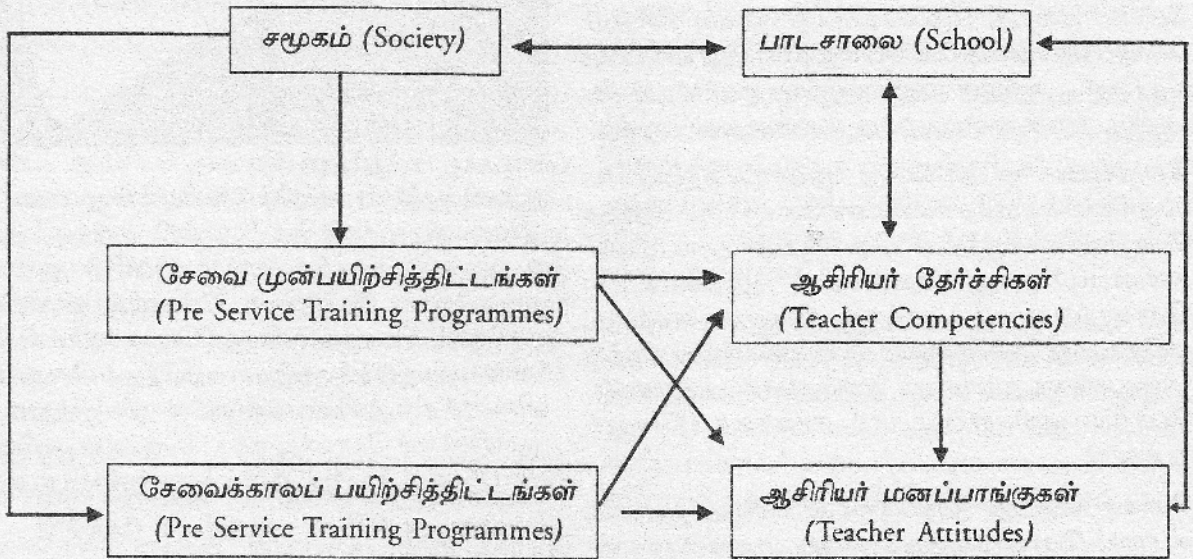 சமூகம் (Society)
பாடசாலை (School)
சேவை முன்பயிற்சித்திட்டங்கள்
(Pre Service Training Programmes)
ஆசிரியர் தேர்ச்சிகள்
(Teacher Competencies)
சேவைக்காலப் பயிற்சித்திட்டங்கள்
(Pre Service Training Programmes)
ஆசிரியர் மனப்பாங்குகள்
(Teacher Attitudes)